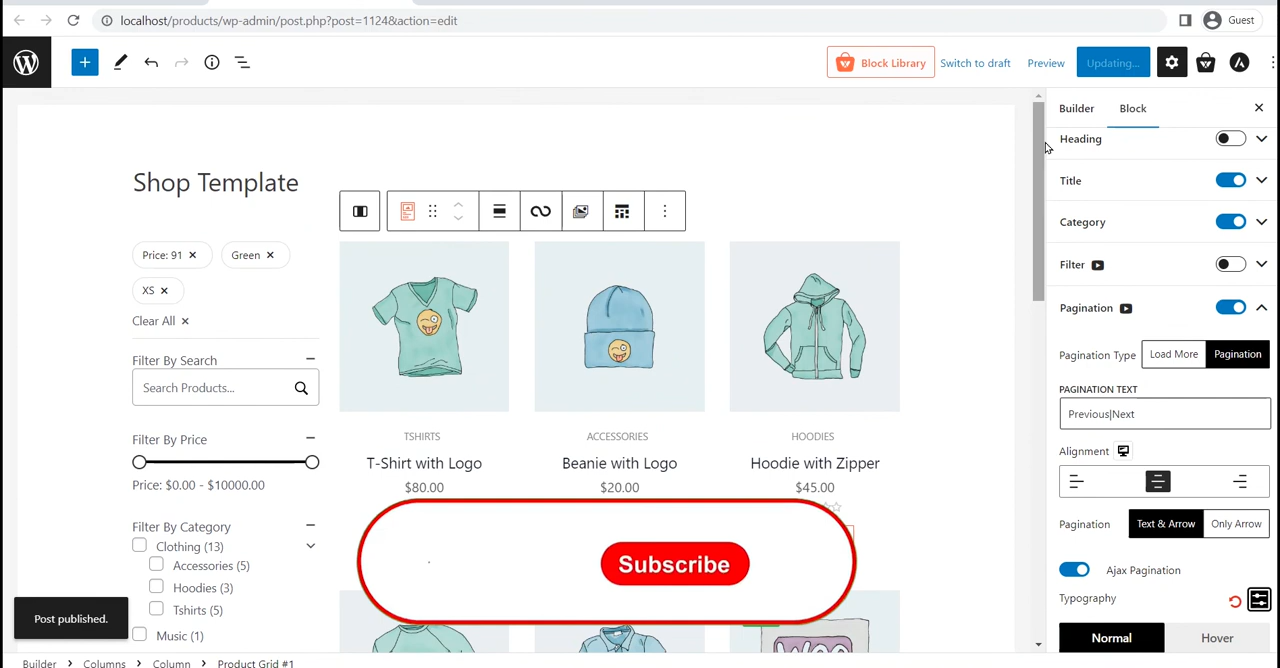 localhost/products/wp-admin/post.php?post=1124&action=edit
Guest
Block Library
Switch to draft
Preview
Updating...
Builder
Block
Heading
Title
Category
Filter
Pagination
Pagination Type
Load More
Pagination
PAGINATION TEXT
Previous|Next
Alignment
Pagination
Text & Arrow
Only Arrow
Ajax Pagination
Typography
Normal
Hover
Shop Template
Price: 91 ✕
Green ✕
XS ✕
Clear All ✕
Filter By Search
Search Products...
Filter By Price
Price: $0.00 - $10000.00
Filter By Category
Clothing (13)
Accessories (5)
Hoodies (3)
Tshirts (5)
Music (1)
TSHIRTS
T-Shirt with Logo
$80.00
ACCESSORIES
Beanie with Logo
$20.00
HOODIES
Hoodie with Zipper
$45.00
Subscribe
Post published.
Builder > Columns > Column > Product Grid #1